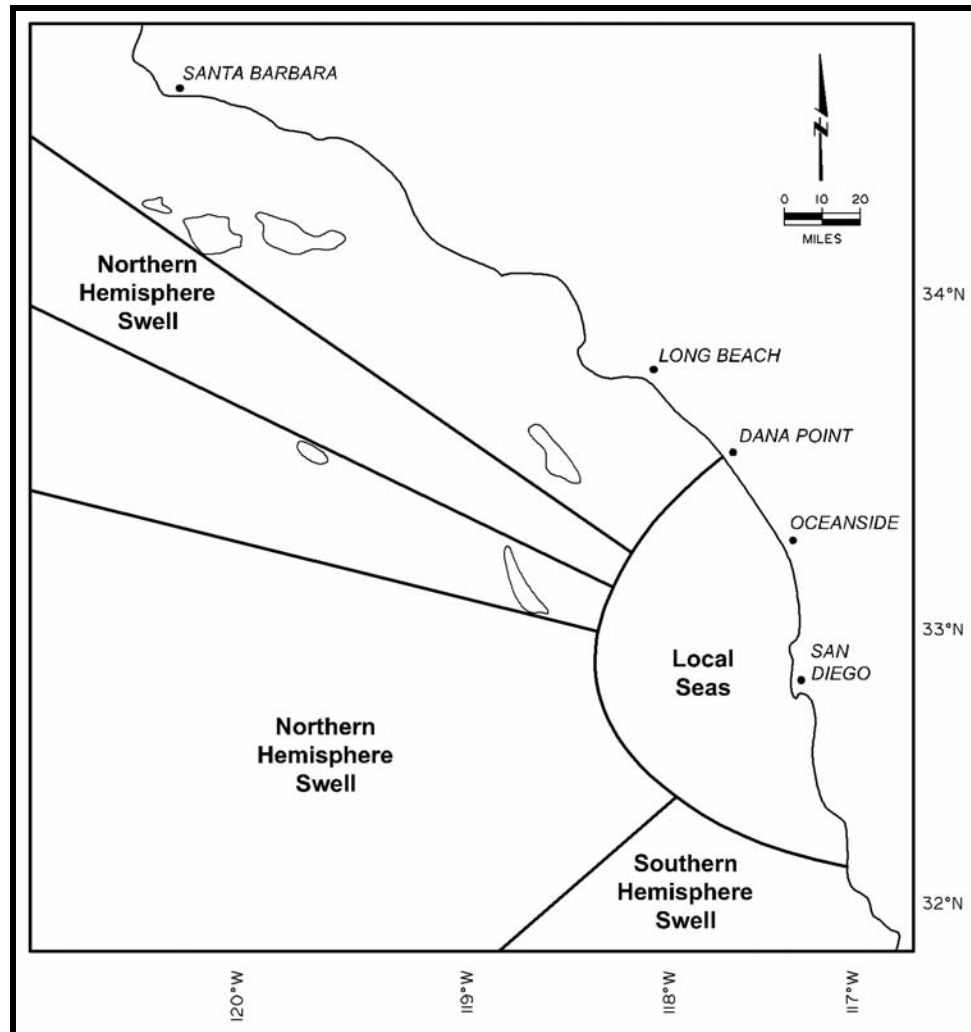 SANTA BARBARA
N
0 10 20
MILES
Northern
Hemisphere
Swell
34°N
LONG BEACH
DANA POINT
OCEANSIDE
33°N
SAN
DIEGO
Local
Seas
Northern
Hemisphere
Swell
Southern
Hemisphere
Swell
32°N
120°W
119°W
118°W
117°W